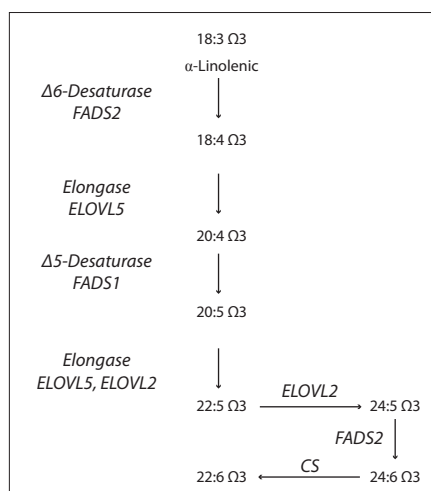 18:3 Ω3
α-Linolenic
Δ6-Desaturase
FADS2
18:4 Ω3
Elongase
ELOVL5
20:4 Ω3
Δ5-Desaturase
FADS1
20:5 Ω3
Elongase
ELOVL5, ELOVL2
22:5 Ω3 ELOVL2 24:5 Ω3
FADS2
22:6 Ω3 CS 24:6 Ω3